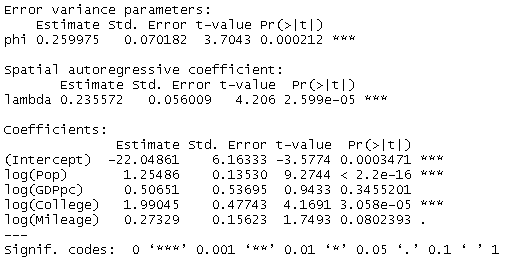 Error variance parameters:
Estimate Std. Error t-value Pr(>|t|)
phi 0.259975 0.070182 3.7043 0.000212 ***
Spatial autoregressive coefficient:
Estimate Std. Error t-value Pr(>|t|)
lambda 0.235572 0.056009 4.206 2.599e-05 ***
Coefficients:
Estimate Std. Error t-value Pr(>|t|)
(Intercept) -22.04861 6.16333 -3.5774 0.0003471 ***
log(Pop) 1.25486 0.13530 9.2744 < 2.2e-16 ***
log(GDPpc) 0.50651 0.53695 0.9433 0.3455201
log(College) 1.99045 0.47743 4.1691 3.058e-05 ***
log(Mileage) 0.27329 0.15623 1.7493 0.0802393 .
---
Signif. codes: 0 ‘***’ 0.001 ‘**’ 0.01 ‘*’ 0.05 ‘.’ 0.1 ‘ ’ 1